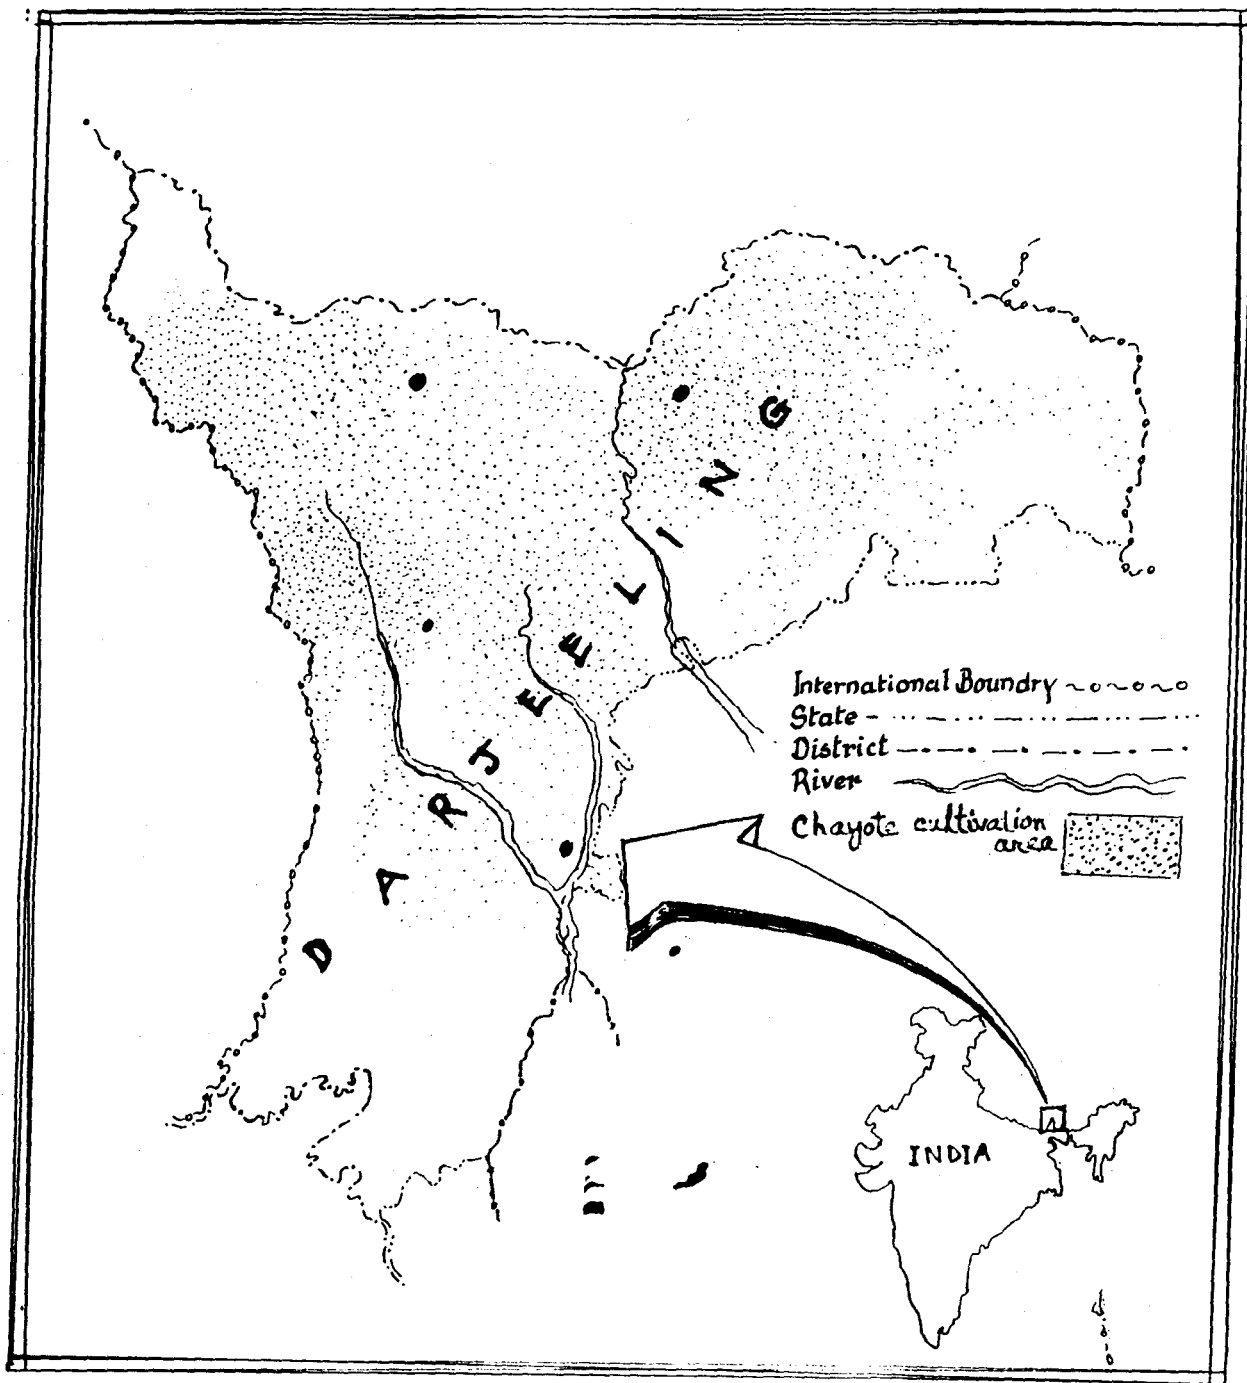 DARJEELING
International Boundry
State
District
River
Chayote cultivation
area
INDIA